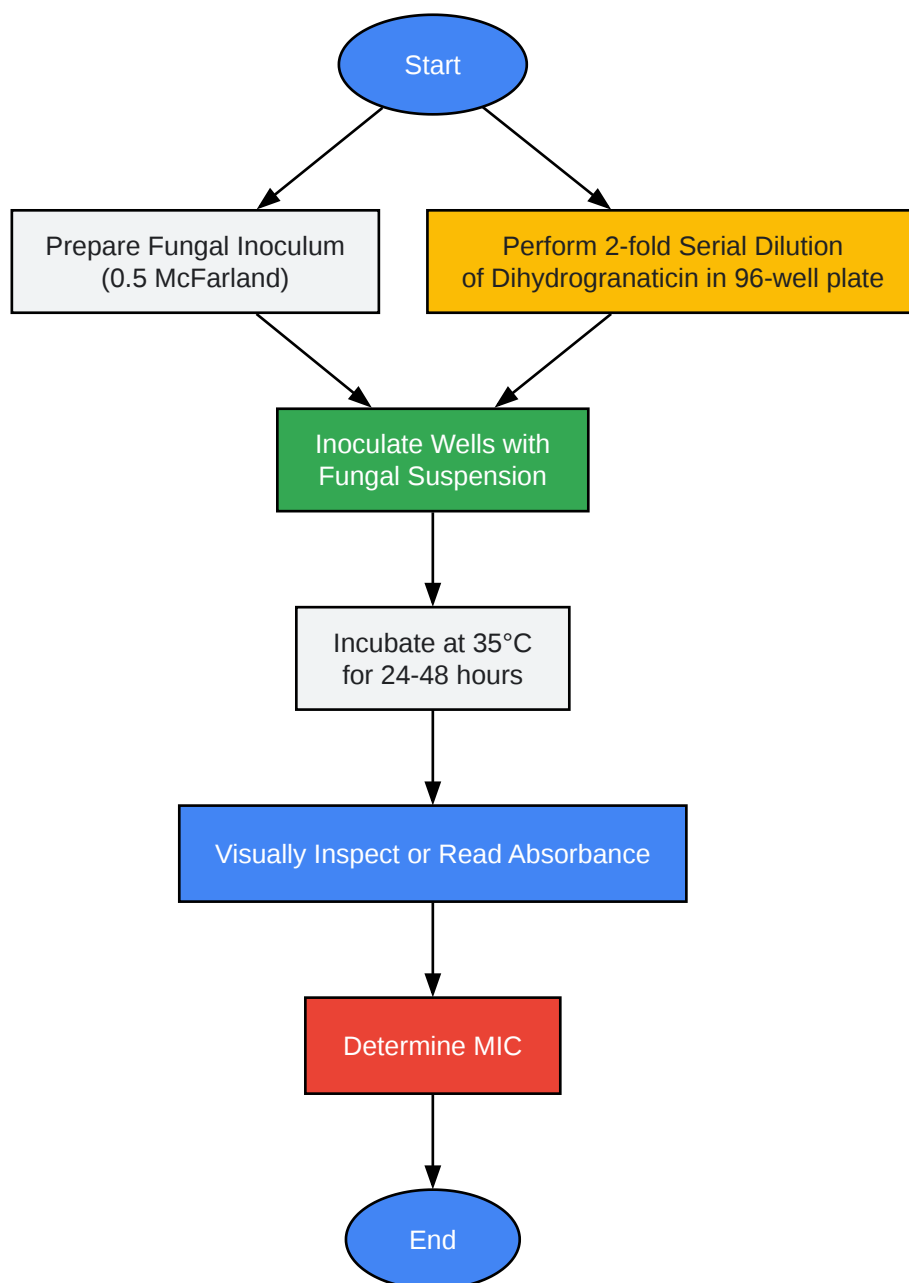 Start
Prepare Fungal Inoculum
(0.5 McFarland)
Perform 2-fold Serial Dilution
of Dihydrogranaticin in 96-well plate
Inoculate Wells with
Fungal Suspension
Incubate at 35°C
for 24-48 hours
Visually Inspect or Read Absorbance
Determine MIC
End